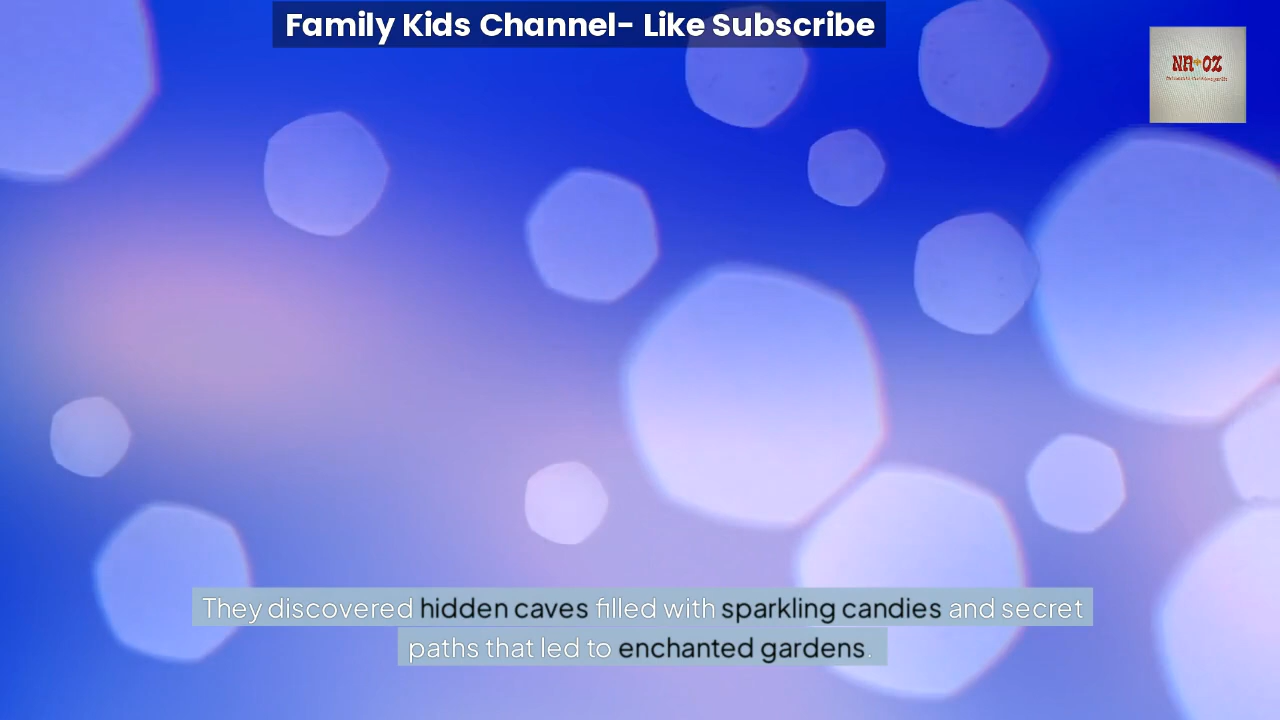 Family Kids Channel- Like Subscribe
NA OZ
They discovered hidden caves filled with sparkling candies and secret
paths that led to enchanted gardens.